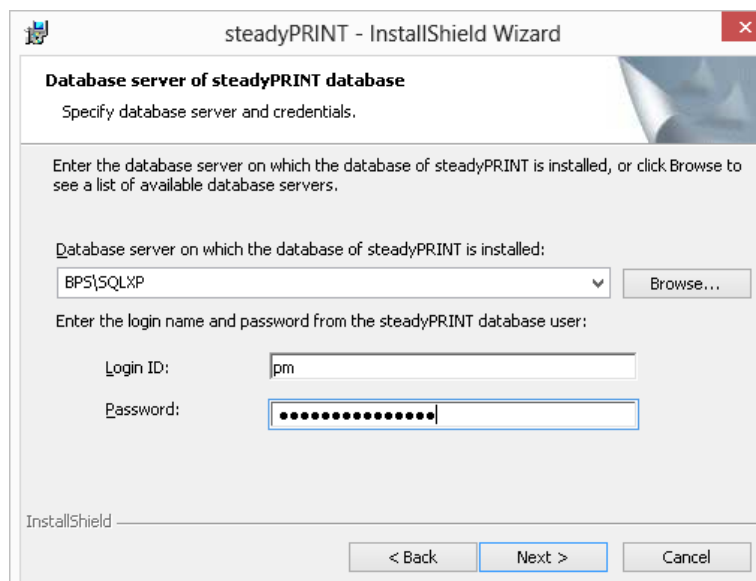 steadyPRINT - InstallShield Wizard
Database server of steadyPRINT database
Specify database server and credentials.
Enter the database server on which the database of steadyPRINT is installed, or click Browse to
see a list of available database servers.
Database server on which the database of steadyPRINT is installed:
BPS\SQLXP
Browse...
Enter the login name and password from the steadyPRINT database user:
Login ID:
pm
Password:
●●●●●●●●●●●●●●●
InstallShield
< Back
Next >
Cancel